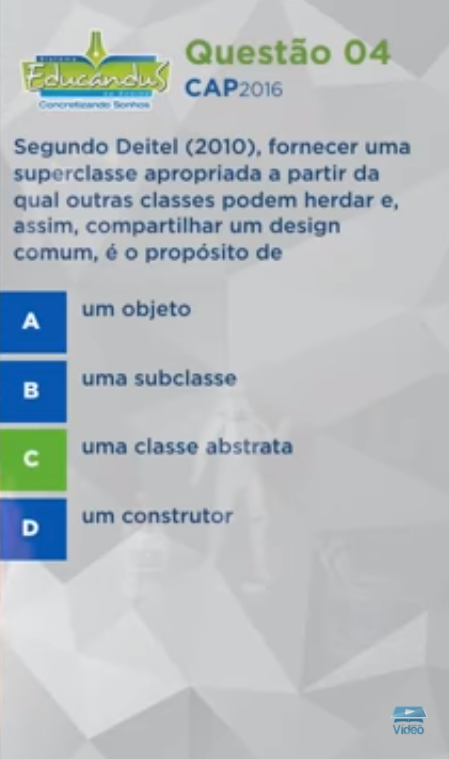 Sistema
EducanduS
de Ensino
Concretizando Sonhos
Questão 04
CAP2016
Segundo Deitel (2010), fornecer uma
superclasse apropriada a partir da
qual outras classes podem herdar e,
assim, compartilhar um design
comum, é o propósito de
A um objeto
B uma subclasse
C uma classe abstrata
D um construtor
Vídeo